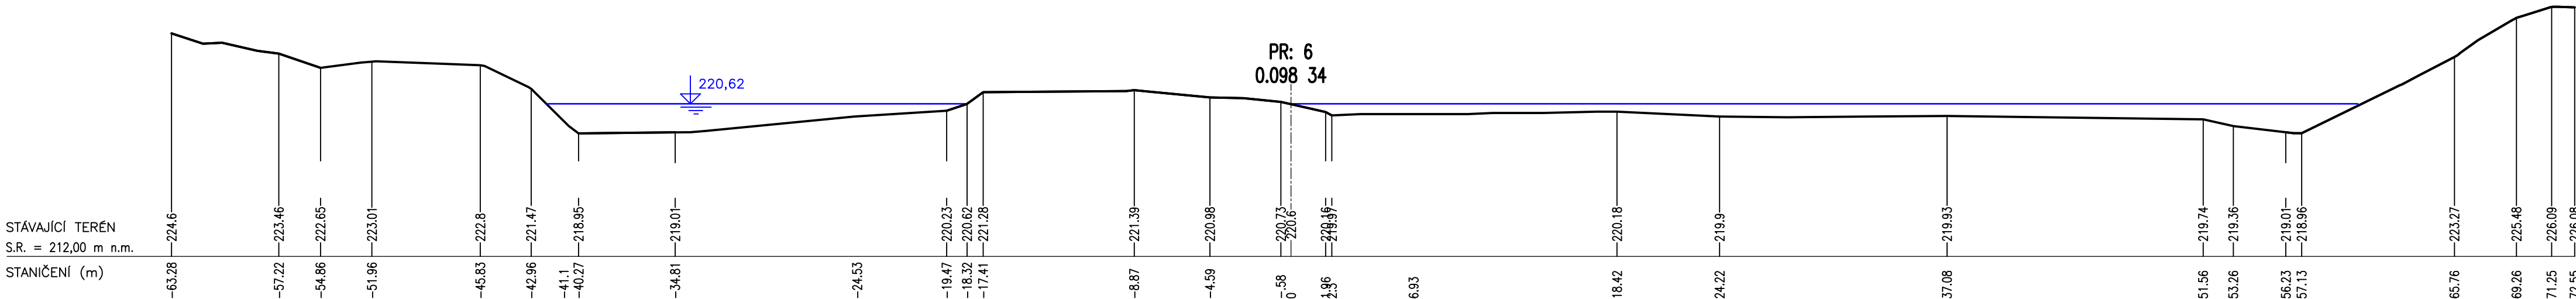 PR: 6
0.098 34
220,62
STÁVAJÍCÍ TERÉN
224.6 223.46 222.65 223.01 222.8 221.47 218.95 219.01 220.23 220.62 221.28 221.39 220.98 220.73 220.6 220.16 219.97 220.18 219.9 219.93 219.74 219.36 219.01 218.96 223.27 225.48 226.09 226.08
S.R. = 212,00 m n.m.
STANIČENÍ (m)
-63.28 -57.22 -54.86 -51.96 -45.83 -42.96 -41.1 -40.27 -34.81 -24.53 -19.47 -18.32 -17.41 -8.87 -4.59 -.58 0 1.96 2.3 6.93 18.42 24.22 37.08 51.56 53.26 56.23 57.13 65.76 69.26 71.25